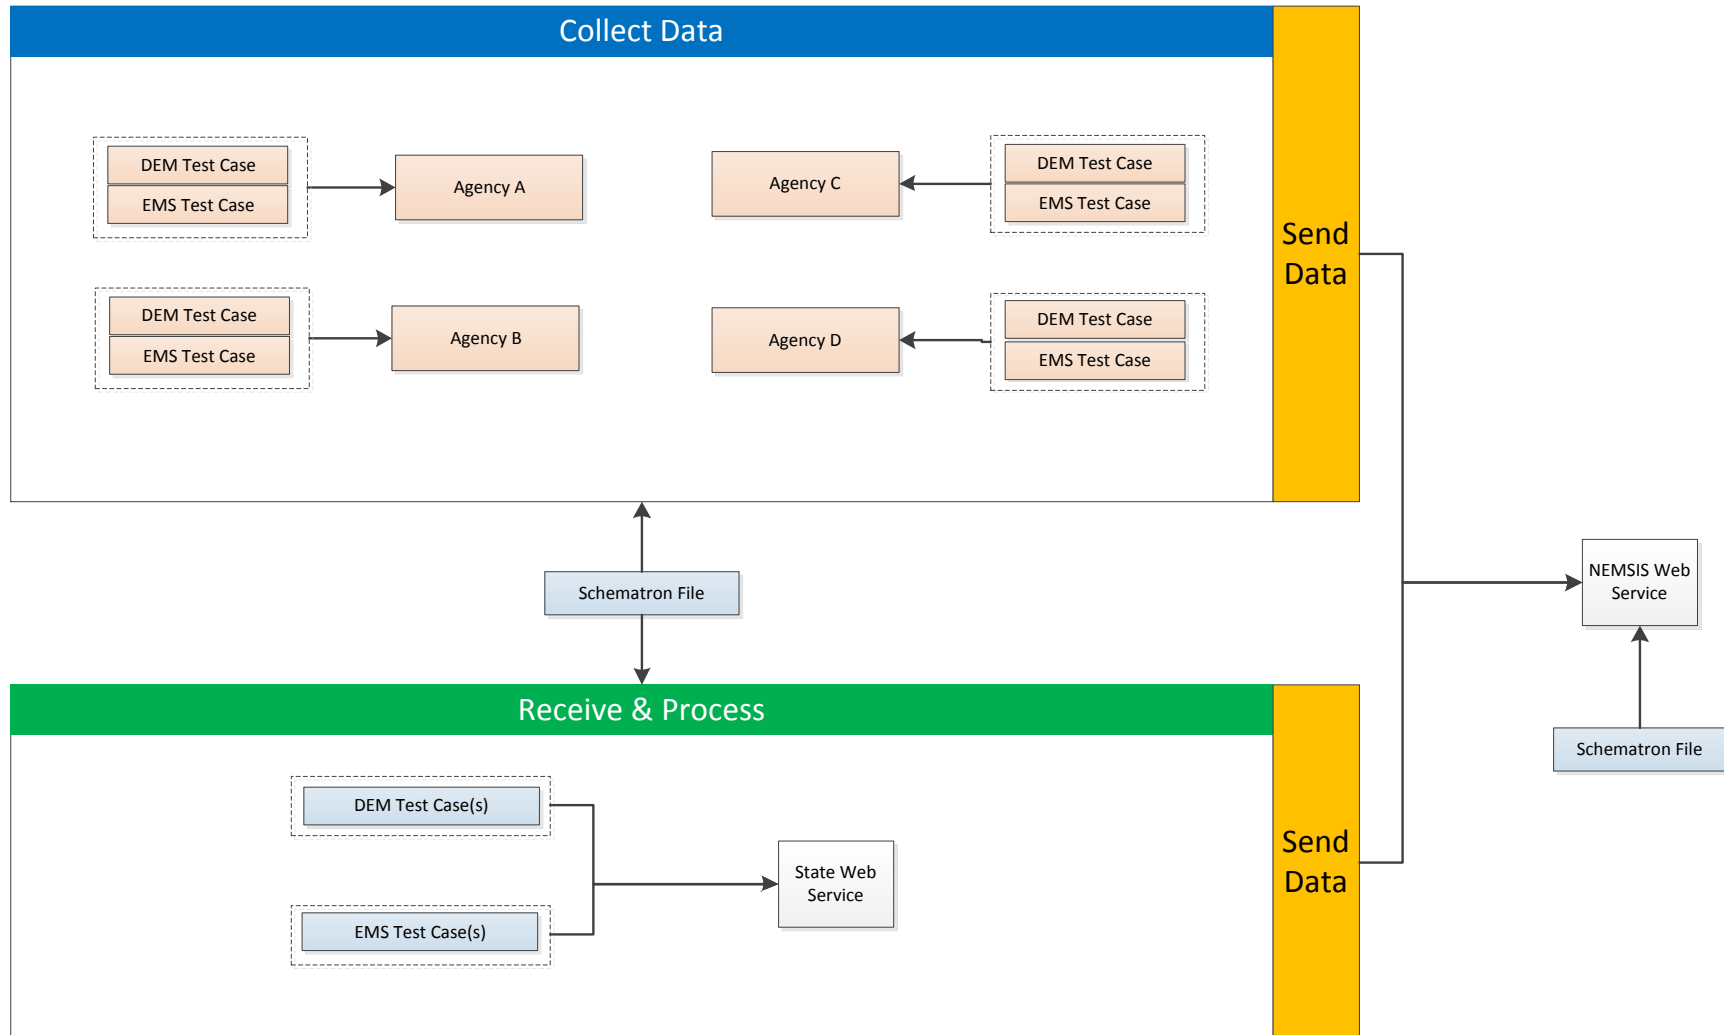 Collect Data
Send
Data
DEM Test Case
EMS Test Case
Agency A
Agency C
DEM Test Case
EMS Test Case
DEM Test Case
EMS Test Case
Agency B
Agency D
DEM Test Case
EMS Test Case
Schematron File
NEMSIS Web
Service
Schematron File
Receive & Process
Send
Data
DEM Test Case(s)
EMS Test Case(s)
State Web
Service